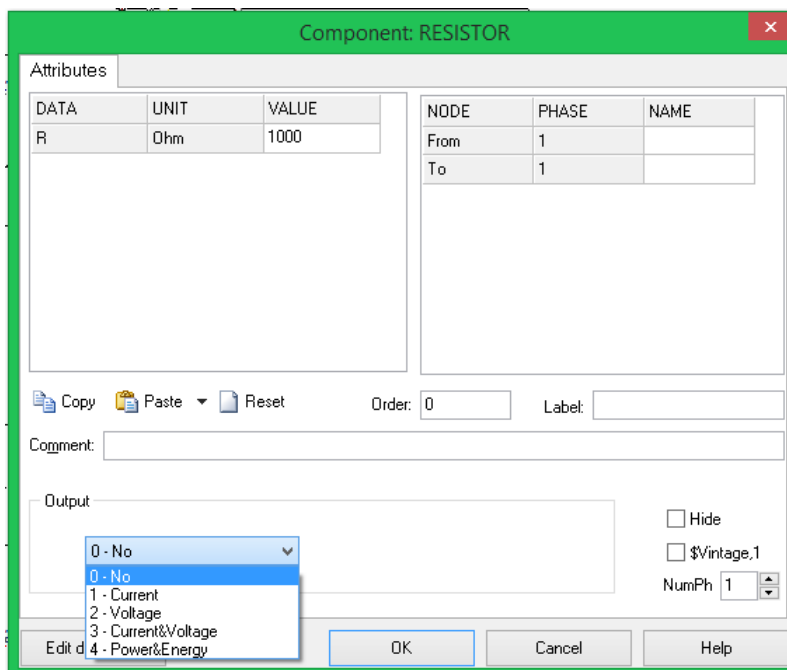 Component: RESISTOR
Attributes
DATA UNIT VALUE
R Ohm 1000
NODE PHASE NAME
From 1
To 1
Copy Paste Reset Order: 0 Label:
Comment:
Output
Hide
0 - No
$Vintage,1
0 - No
1 - Current
NumPh 1
2 - Voltage
3 - Current&Voltage
4 - Power&Energy
Edit d OK Cancel Help